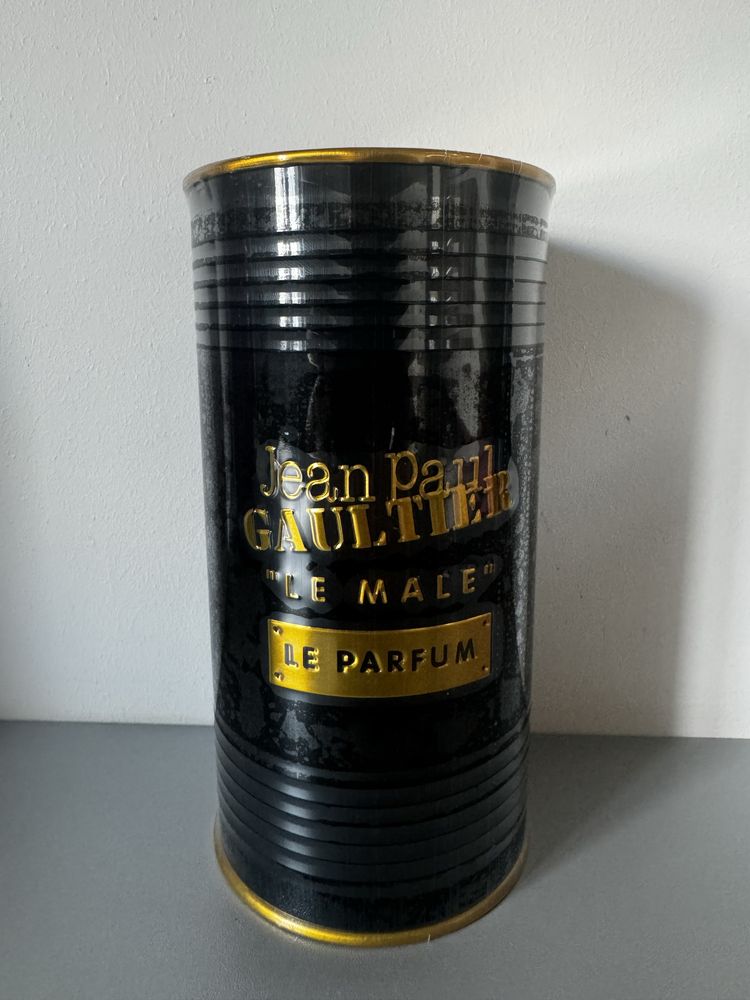 Jean Paul
GAULTIER
"LE MALE"
LE PARFUM